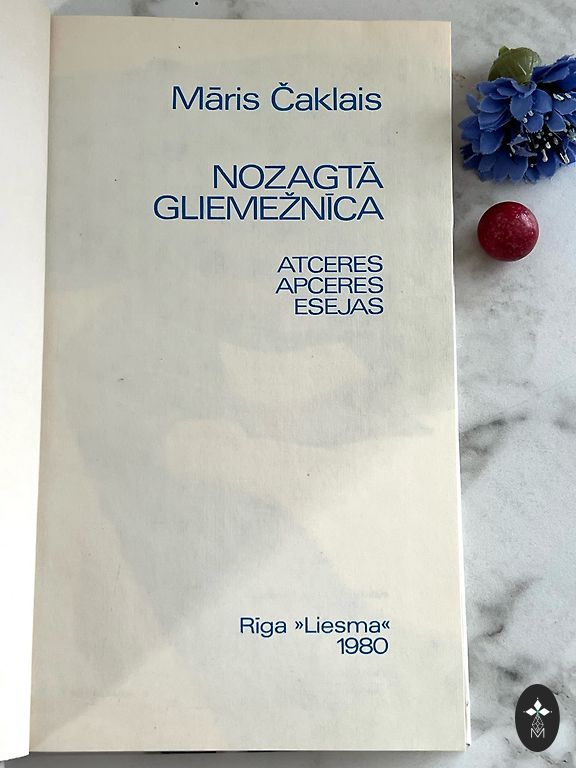 Māris Čaklais
NOZAGTĀ
GLIEMEŽNĪCA
ATCERES
APCERES
ESEJAS
Rīga »Liesma«
1980
M